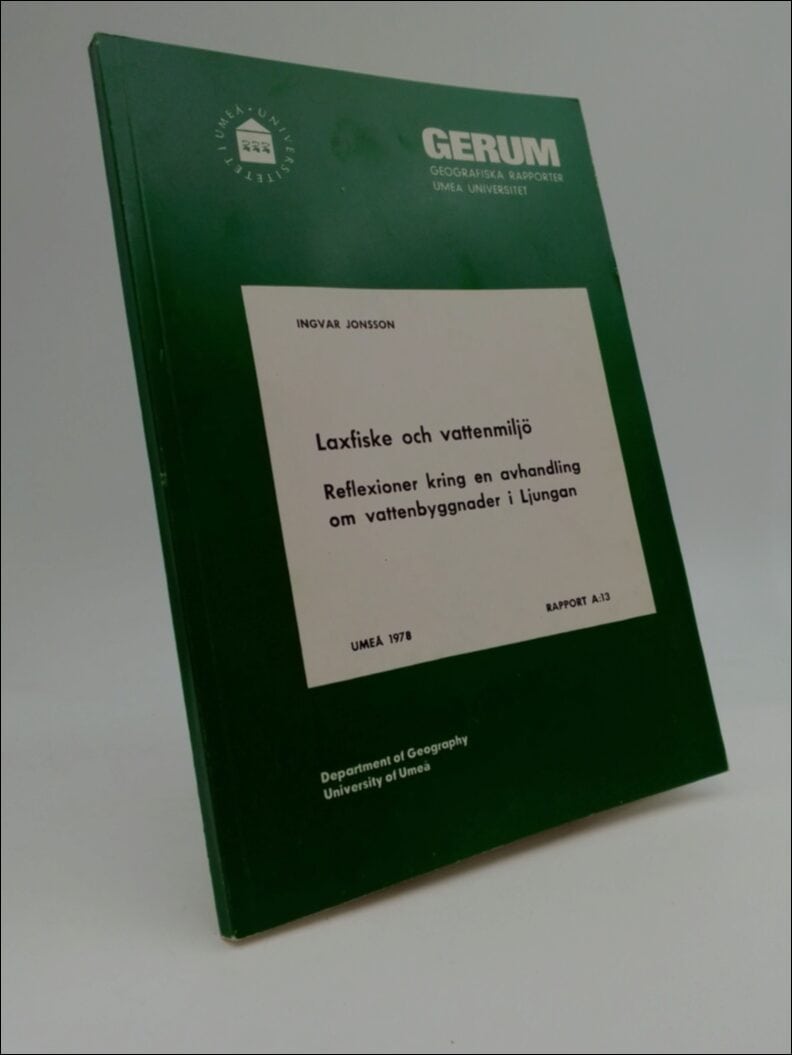 UNIVERSITETET I UMEÅ
GERUM
GEOGRAFISKA RAPPORTER
UMEÅ UNIVERSITET
INGVAR JONSSON
Laxfiske och vattenmiljö
Reflexioner kring en avhandling
om vattenbyggnader i Ljungan
UMEÅ 1978
RAPPORT A:13
Department of Geography
University of Umeå